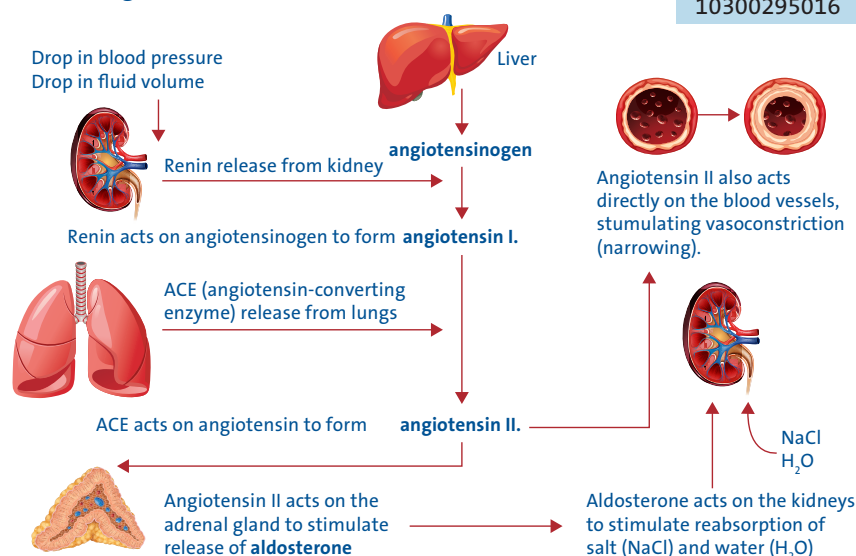 10300295016
Drop in blood pressure
Drop in fluid volume
Liver
angiotensinogen
Renin release from kidney
Angiotensin II also acts
directly on the blood vessels,
stumulating vasoconstriction
(narrowing).
Renin acts on angiotensinogen to form angiotensin I.
ACE (angiotensin-converting
enzyme) release from lungs
ACE acts on angiotensin to form angiotensin II.
NaCl
H₂O
Angiotensin II acts on the
adrenal gland to stimulate
release of aldosterone
Aldosterone acts on the kidneys
to stimulate reabsorption of
salt (NaCl) and water (H₂O)